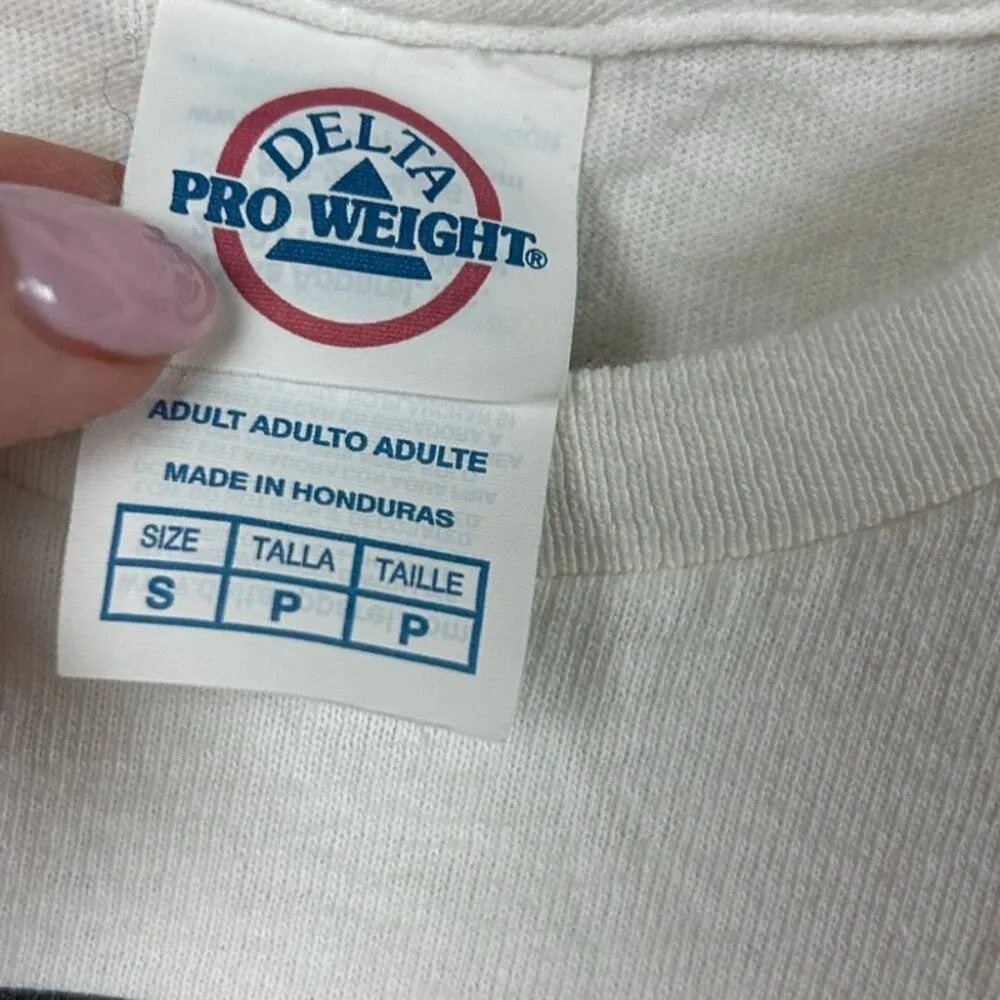 DELTA
PRO WEIGHT®
ADULT ADULTO ADULTE
MADE IN HONDURAS
SIZE TALLA TAILLE
S P P